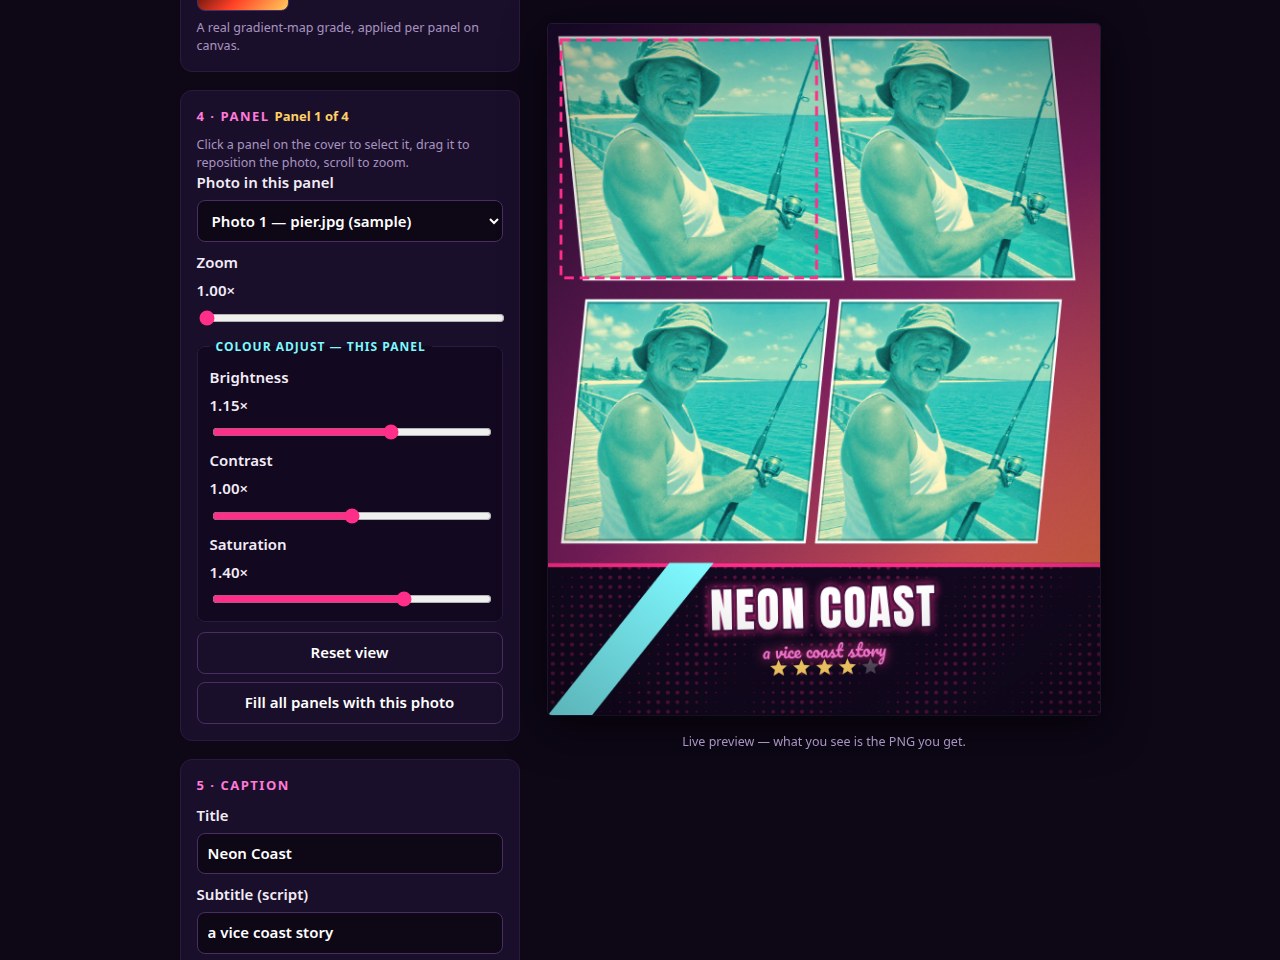 A real gradient-map grade, applied per panel on
canvas.
4 · PANEL Panel 1 of 4
Click a panel on the cover to select it, drag it to
reposition the photo, scroll to zoom.
Photo in this panel
Photo 1 — pier.jpg (sample)
Zoom
1.00×
COLOUR ADJUST — THIS PANEL
Brightness
1.15×
Contrast
1.00×
Saturation
1.40×
Reset view
Fill all panels with this photo
5 · CAPTION
Title
Neon Coast
Subtitle (script)
a vice coast story
NEON COAST
a vice coast story
Live preview — what you see is the PNG you get.